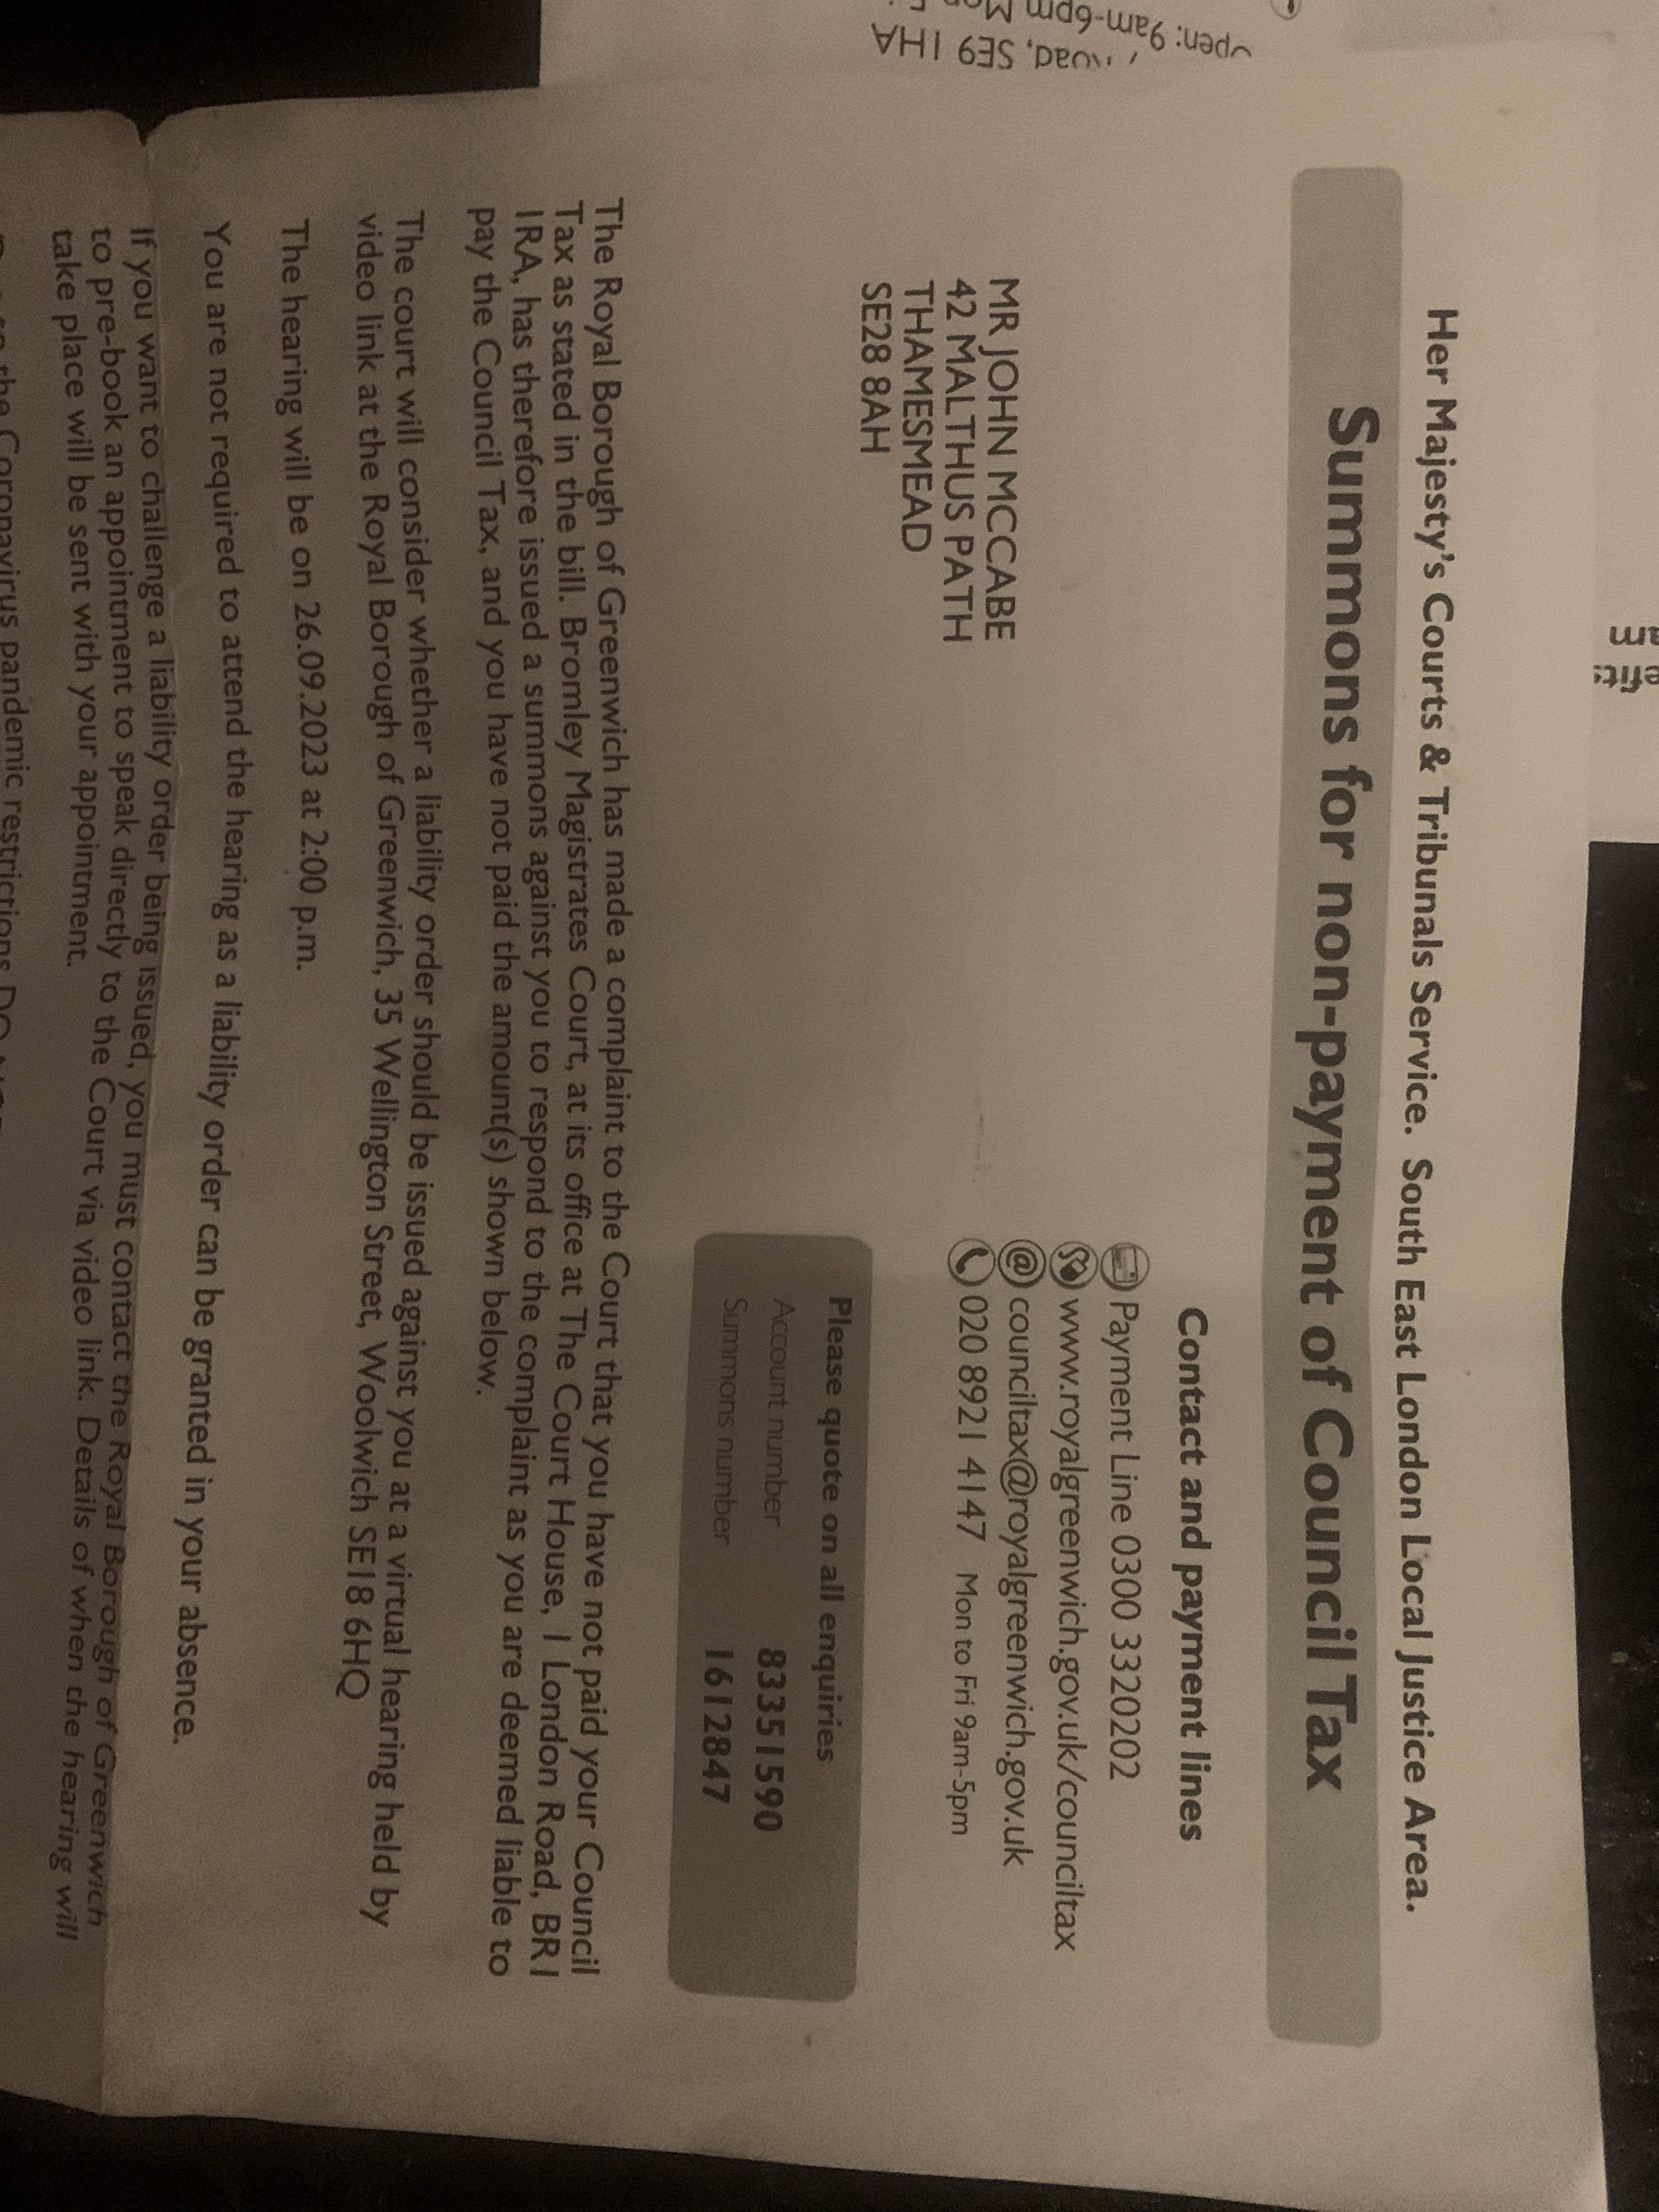 Her Majesty's Courts & Tribunals Service. South East London Local Justice Area.
Summons for non-payment of Council Tax
Contact and payment lines
Payment Line 0300 3320202
www.royalgreenwich.gov.uk/counciltax
@ counciltax@royalgreenwich.gov.uk
020 8921 4147 Mon to Fri 9am-5pm
MR JOHN MCCABE
42 MALTHUS PATH
THAMESMEAD
SE28 8AH
Please quote on all enquiries
Account number 83351590
Summons number 1612847
The Royal Borough of Greenwich has made a complaint to the Court that you have not paid your Council
Tax as stated in the bill. Bromley Magistrates Court, at its office at The Court House, 1 London Road, BR1
1RA, has therefore issued a summons against you to respond to the complaint as you are deemed liable to
pay the Council Tax, and you have not paid the amount(s) shown below.
The court will consider whether a liability order should be issued against you at a virtual hearing held by
video link at the Royal Borough of Greenwich, 35 Wellington Street, Woolwich SE18 6HQ
The hearing will be on 26.09.2023 at 2:00 p.m.
You are not required to attend the hearing as a liability order can be granted in your absence.
If you want to challenge a liability order being issued, you must contact the Royal Borough of Greenwich
to pre-book an appointment to speak directly to the Court via video link. Details of when the hearing will
take place will be sent with your appointment.
the Coronavirus pandemic restrictions DO
SE9 1HA
9am-6pm